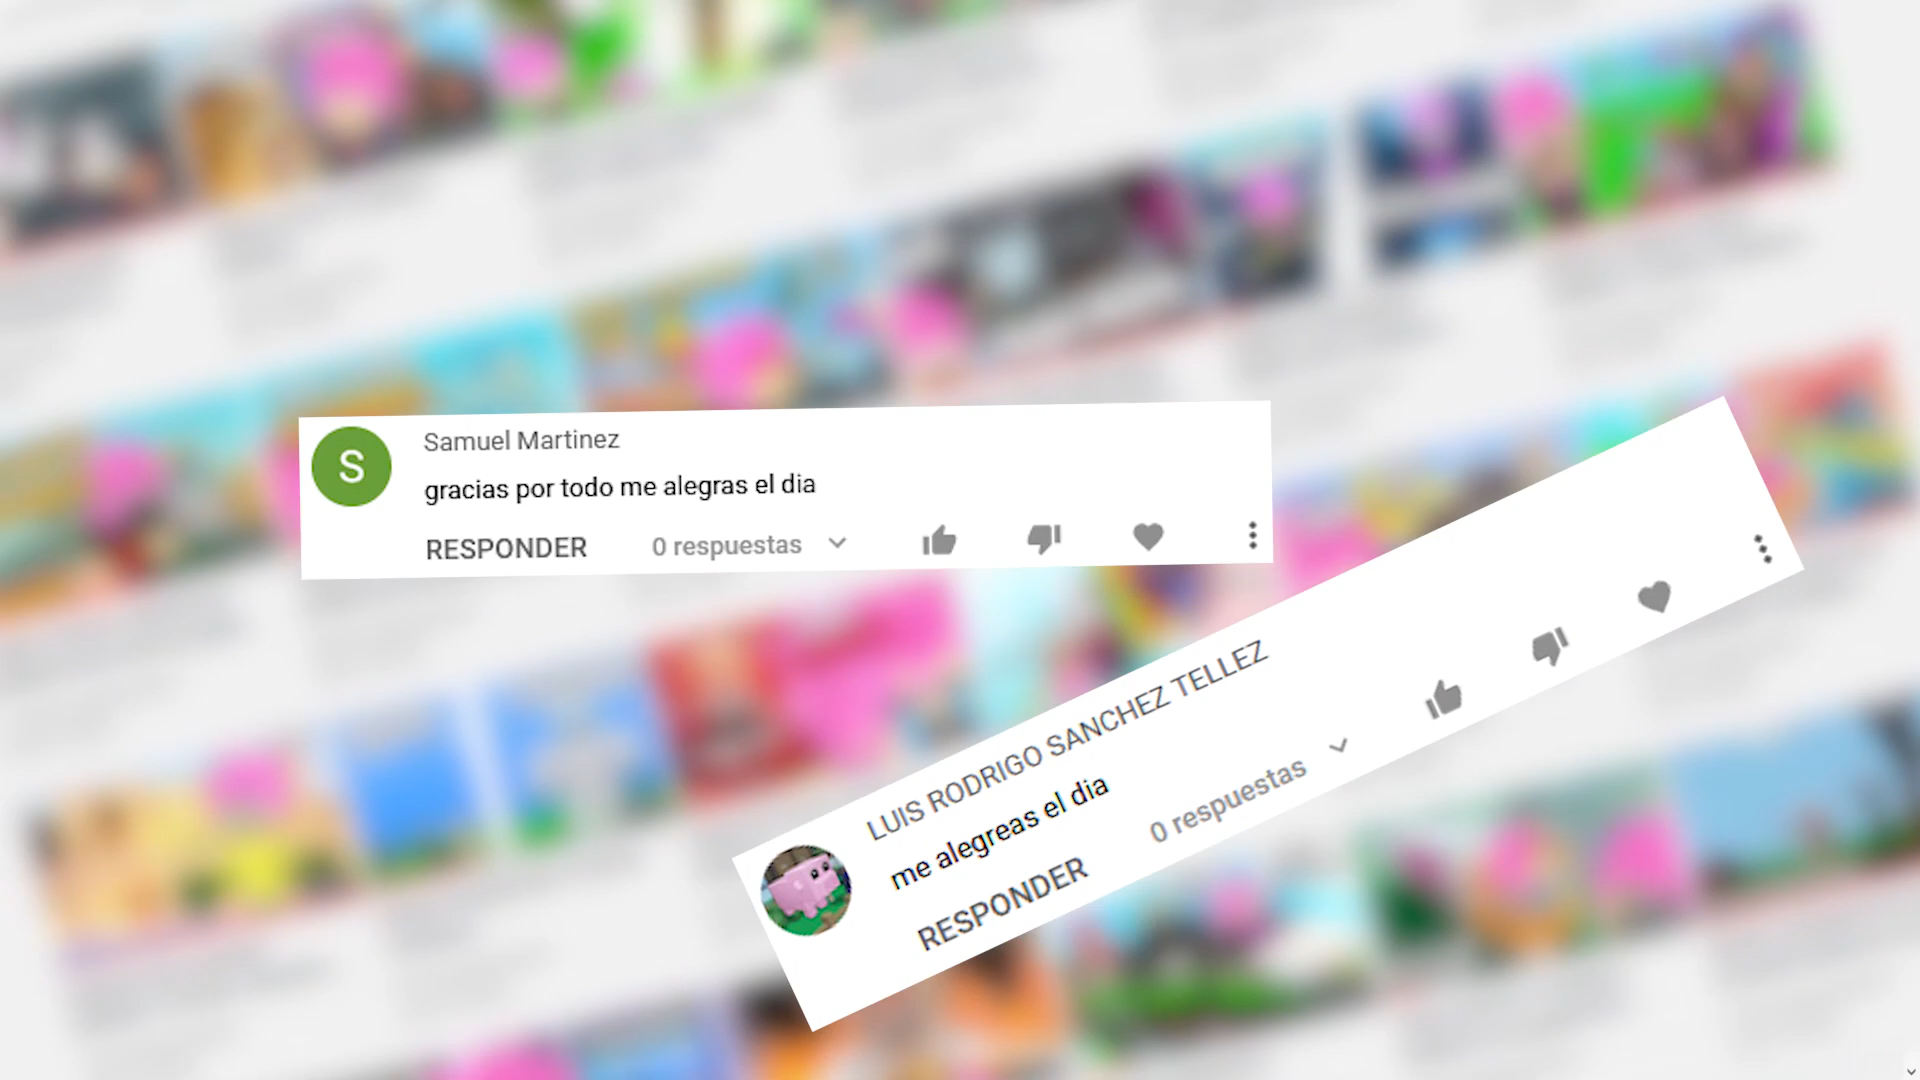 S
Samuel Martinez
gracias por todo me alegras el dia
RESPONDER 0 respuestas
LUIS RODRIGO SANCHEZ TELLEZ
me alegreas el dia
RESPONDER 0 respuestas